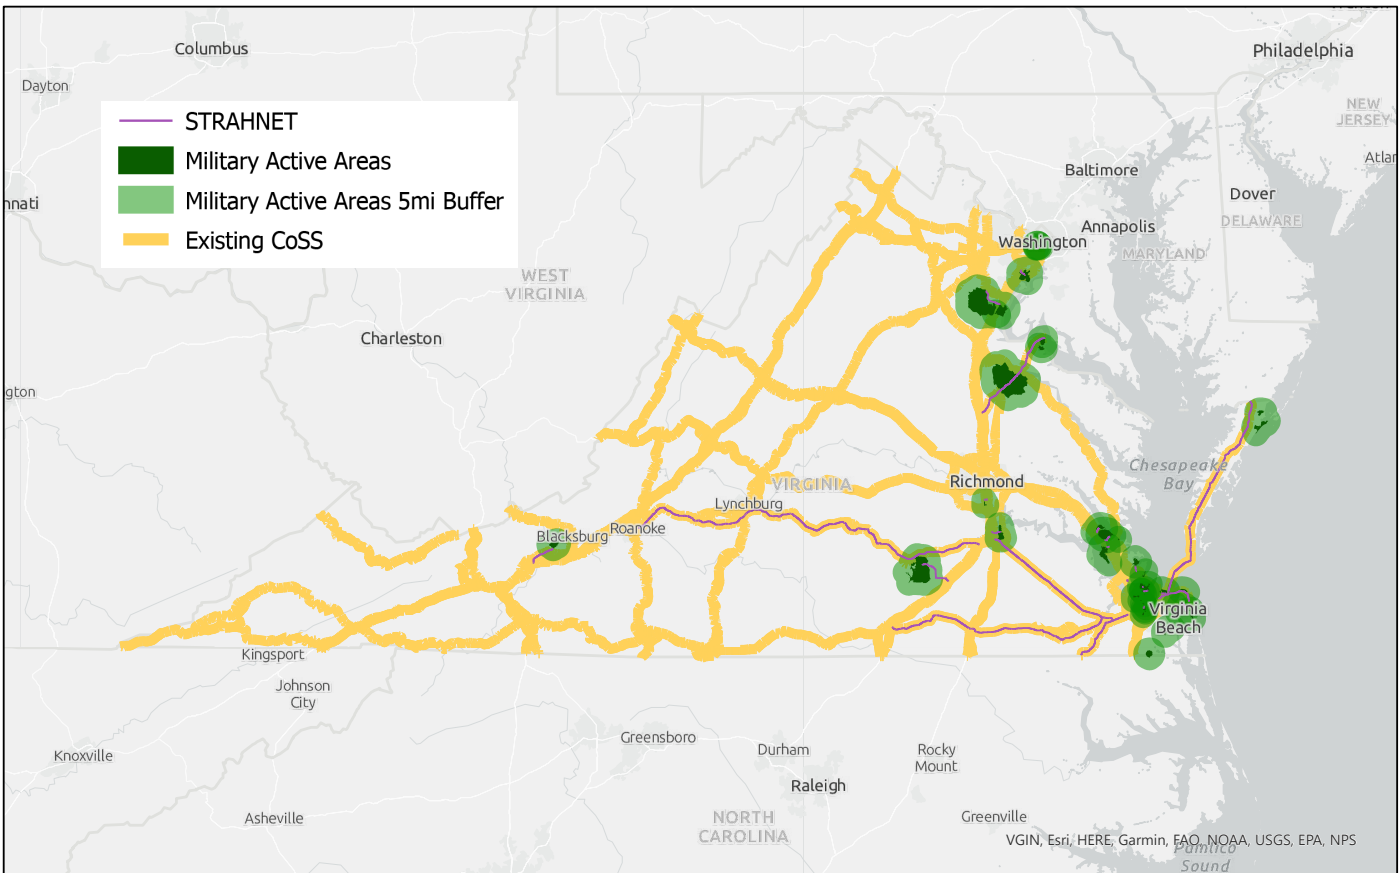 Columbus
Philadelphia
Dayton
NEW
JERSEY
STRAHNET
Military Active Areas
Military Active Areas 5mi Buffer
Existing CoSS
Baltimore
Atlar
nnati
Dover
DELAWARE
Annapolis
Washington
MARYLAND
WEST
VIRGINIA
Charleston
gton
Chesapeake
Bay
Richmond
VIRGINIA
Lynchburg
Roanoke
Blacksburg
Virginia
Beach
Kingsport
Johnson
City
Knoxville
Greensboro
Durham
Rocky
Mount
Raleigh
Asheville
NORTH
CAROLINA
Greenville
VGIN, Esri, HERE, Garmin, FAO, NOAA, USGS, EPA, NPS
Pamlico
Sound